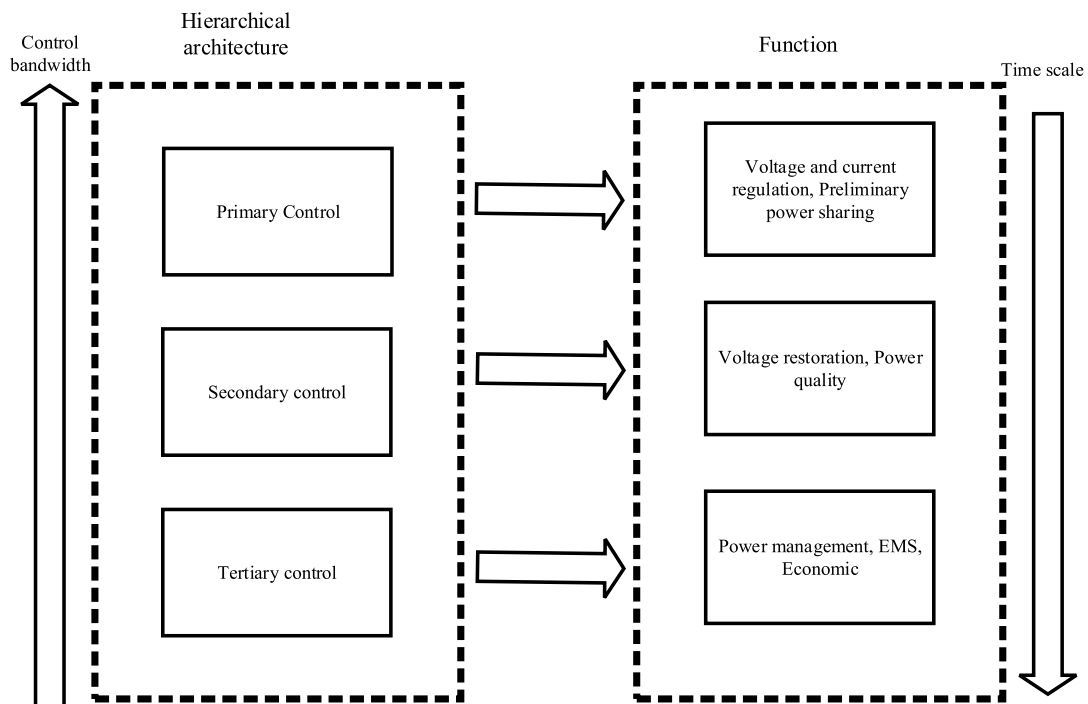 Hierarchical
architecture
Control
bandwidth
Function
Time scale
Primary Control
Voltage and current
regulation, Preliminary
power sharing
Secondary control
Voltage restoration, Power
quality
Tertiary control
Power management, EMS,
Economic